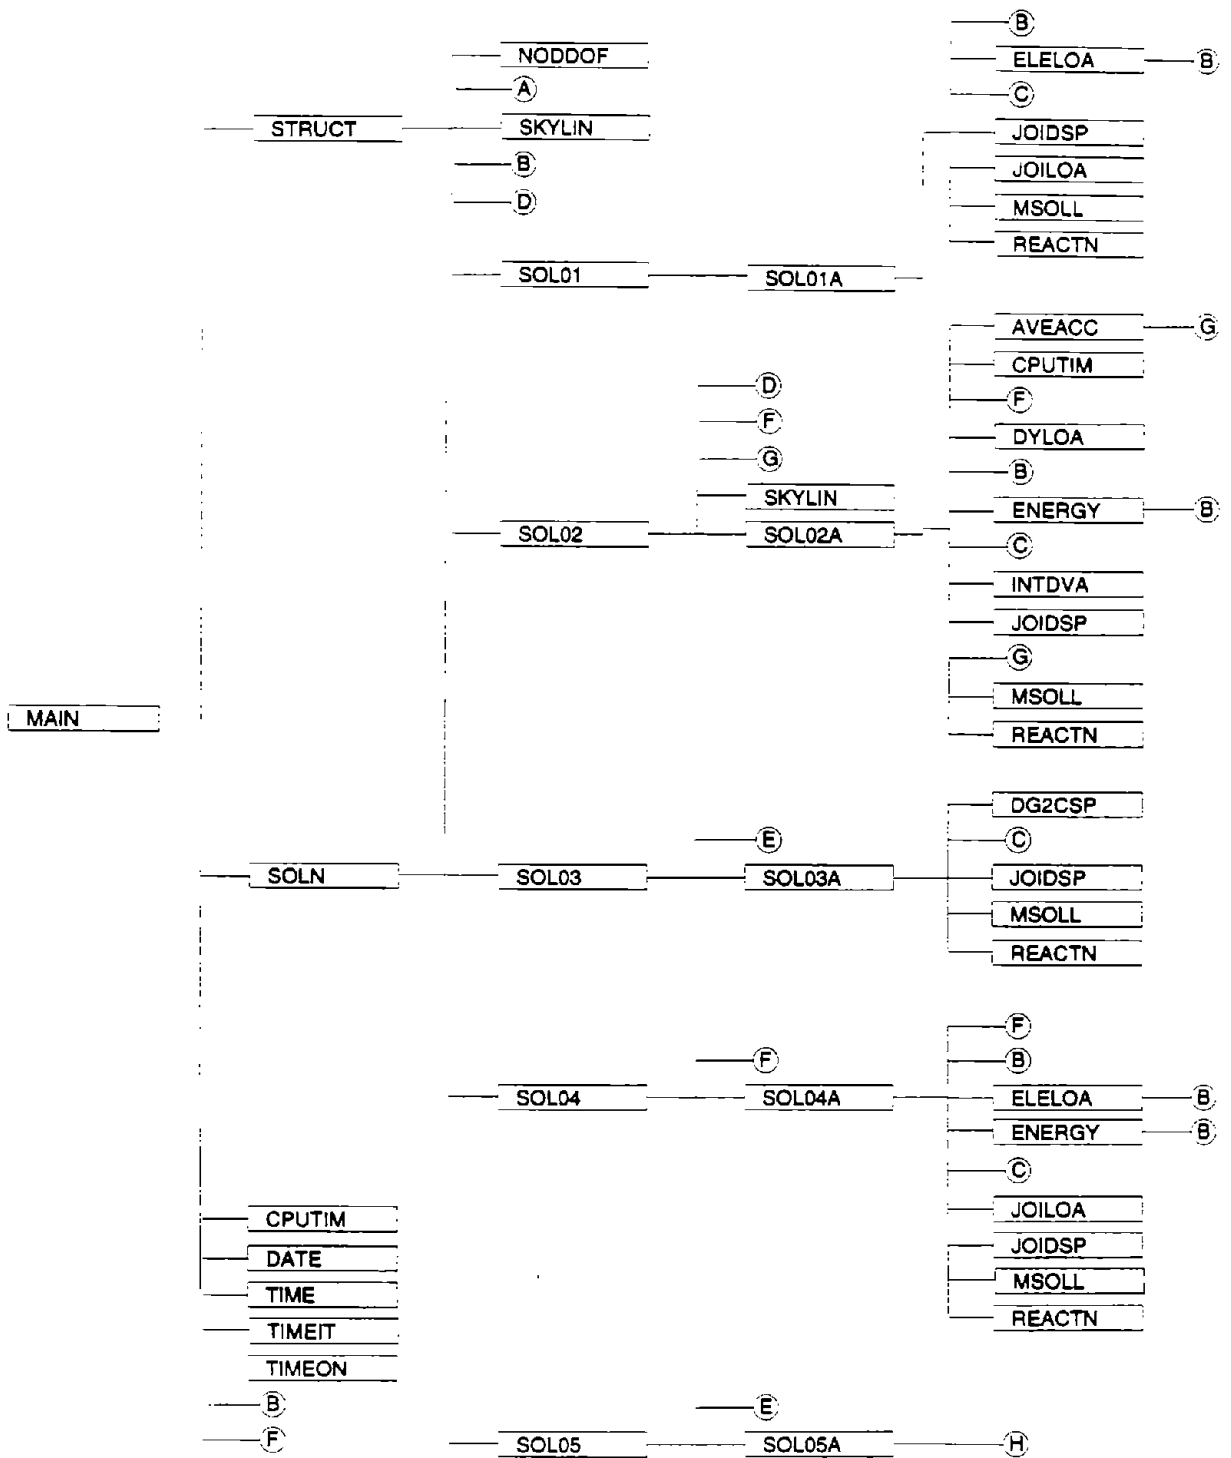 B
NODDOF
ELELOA B
A
C
STRUCT SKYLIN
JOIDSP
B
JOILOA
D
MSOLL
REACTN
SOL01 SOL01A
AVEACC G
CPUTIM
D
F
F
DYLOA
G
B
SKYLIN
ENERGY B
SOL02 SOL02A
C
INTDVA
JOIDSP
G
MSOLL
MAIN
REACTN
DG2CSP
E
C
SOLN SOL03 SOL03A JOIDSP
MSOLL
REACTN
F
F
B
SOL04 SOL04A ELELOA B
ENERGY B
C
JOILOA
CPUTIM
JOIDSP
DATE
MSOLL
TIME
REACTN
TIMEIT
TIMEON
B
E
F
SOL05 SOL05A H